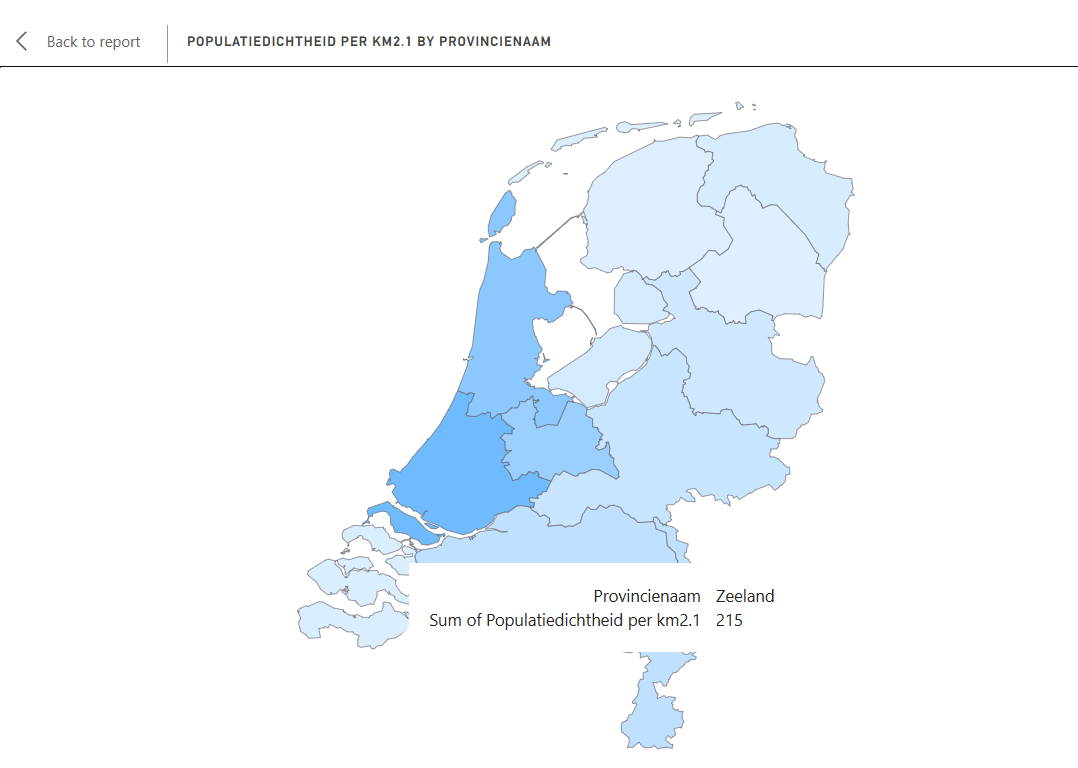 Back to report
POPULATIEDICHTHEID PER KM2.1 BY PROVINCIENAAM
Provincienaam Zeeland
Sum of Populatiedichtheid per km2.1 215